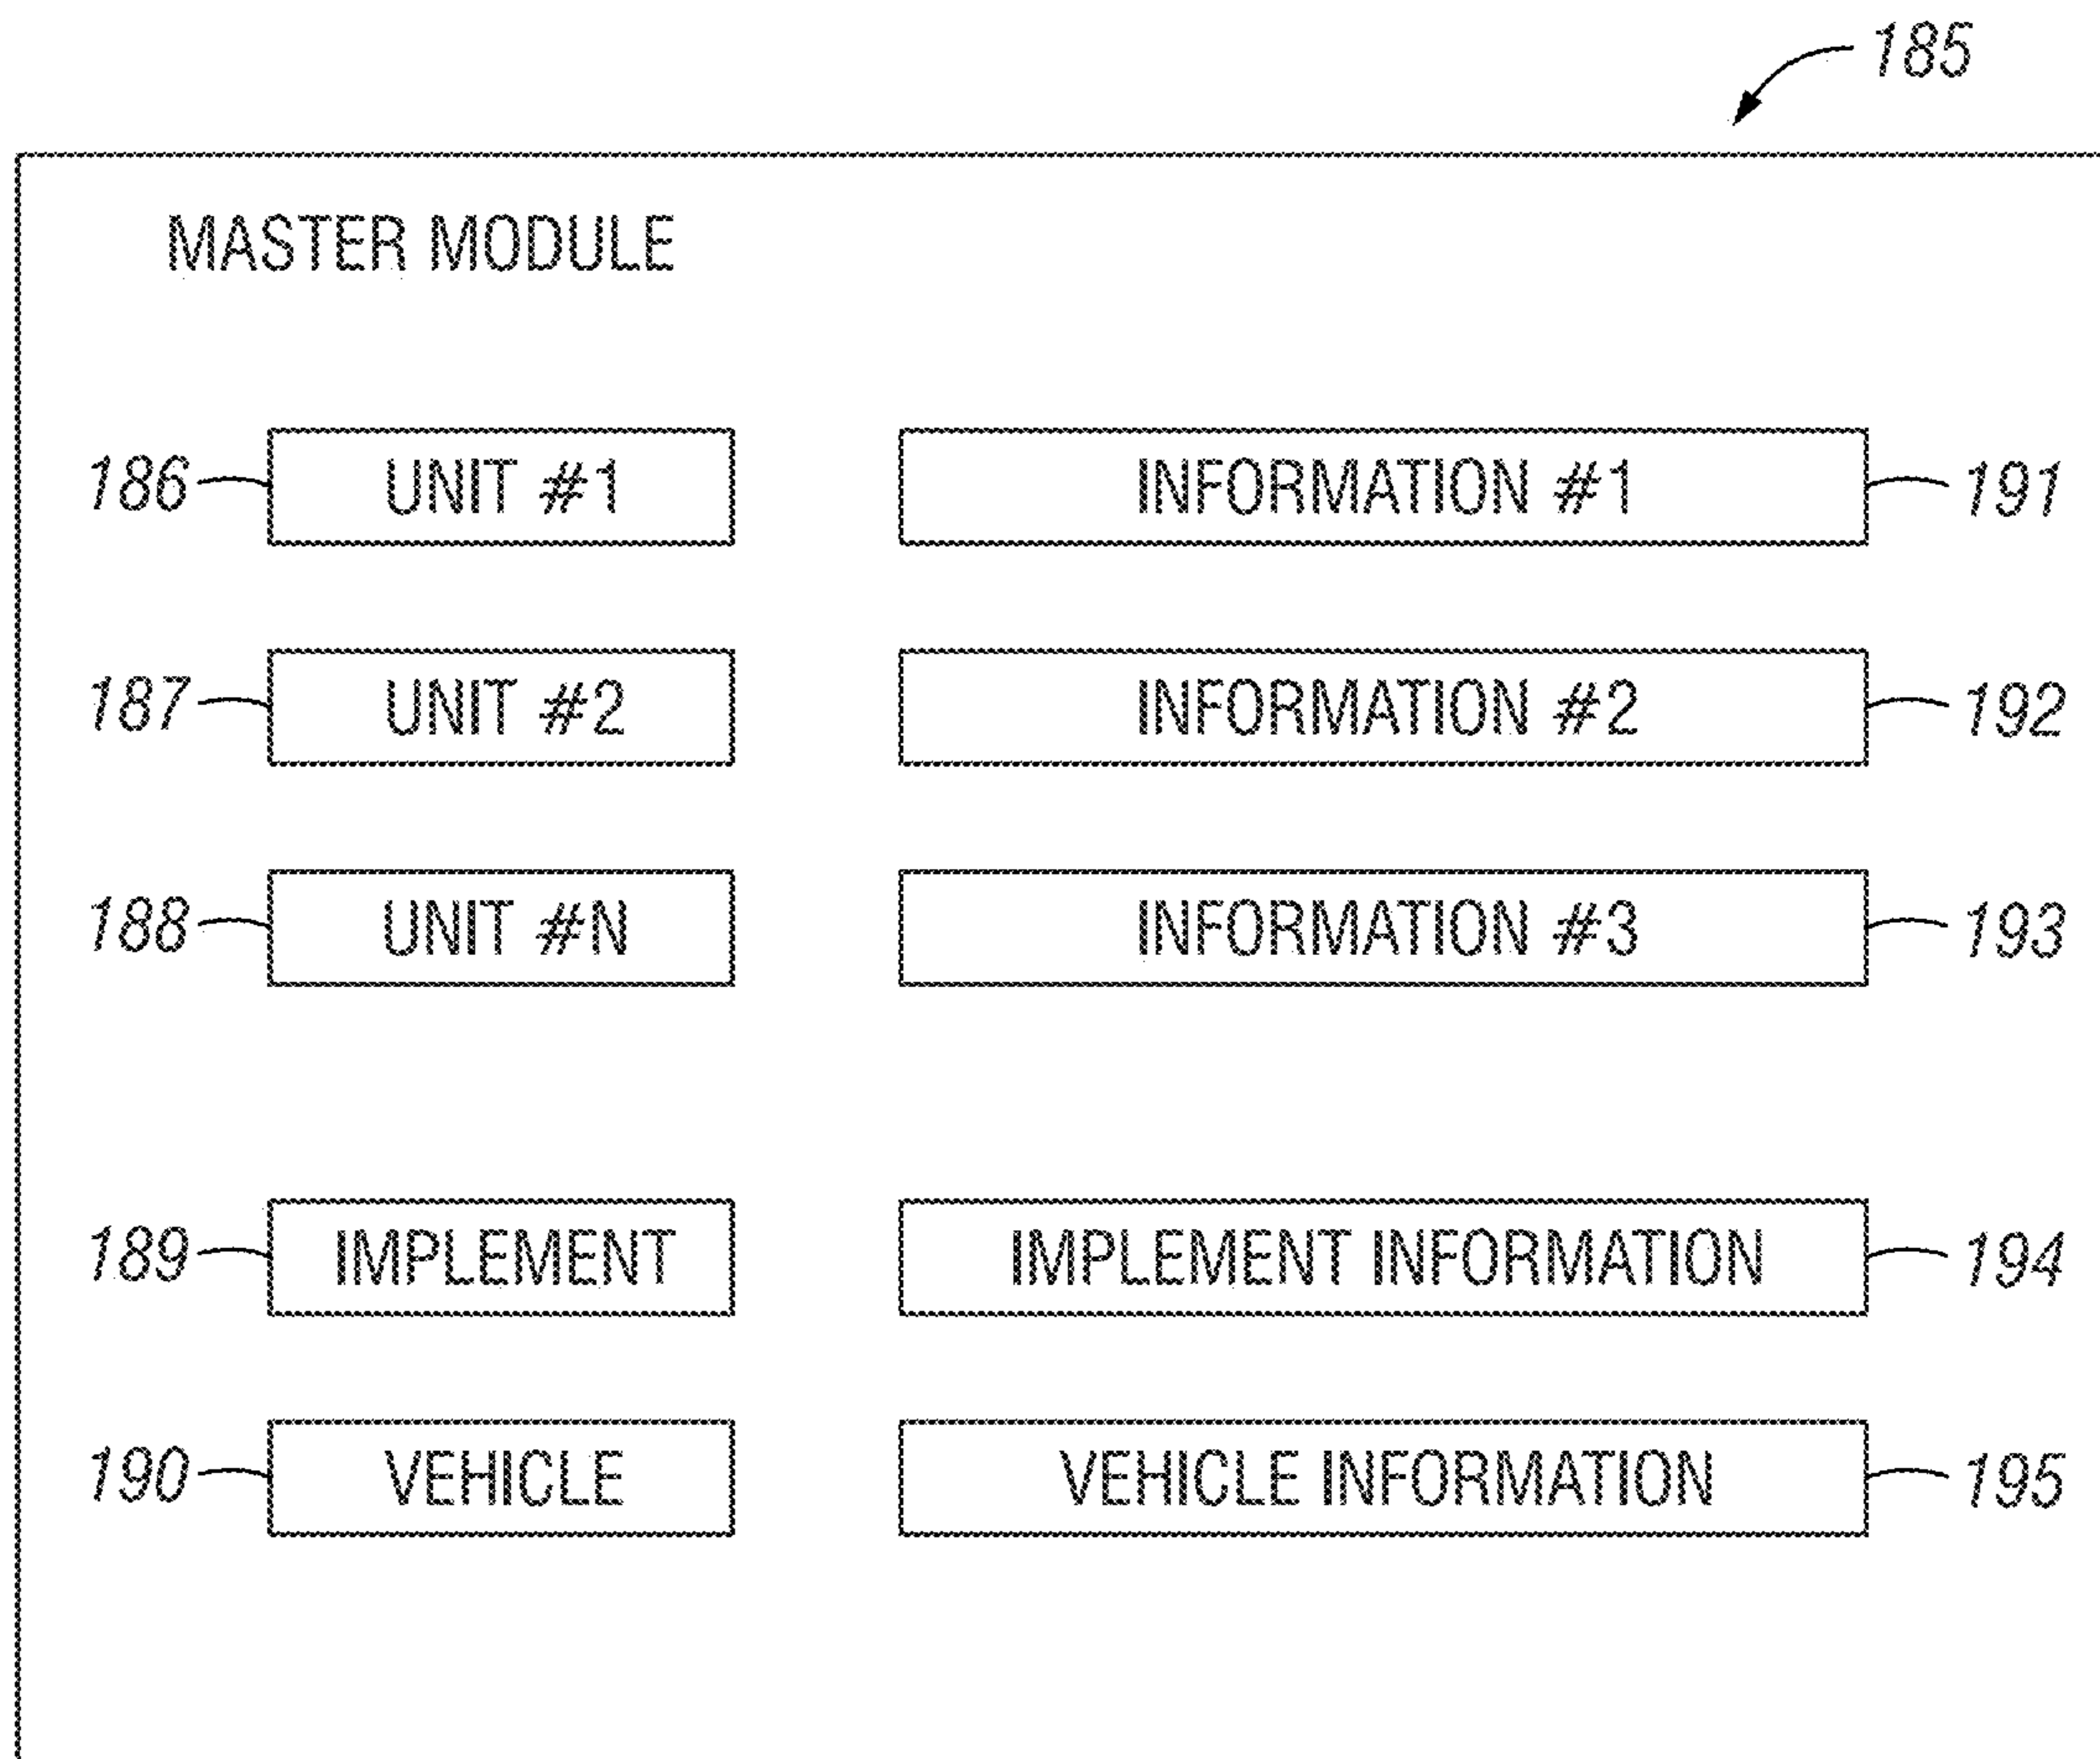 185
MASTER MODULE
186 UNIT #1 INFORMATION #1 191
187 UNIT #2 INFORMATION #2 192
188 UNIT #N INFORMATION #3 193
189 IMPLEMENT IMPLEMENT INFORMATION 194
190 VEHICLE VEHICLE INFORMATION 195